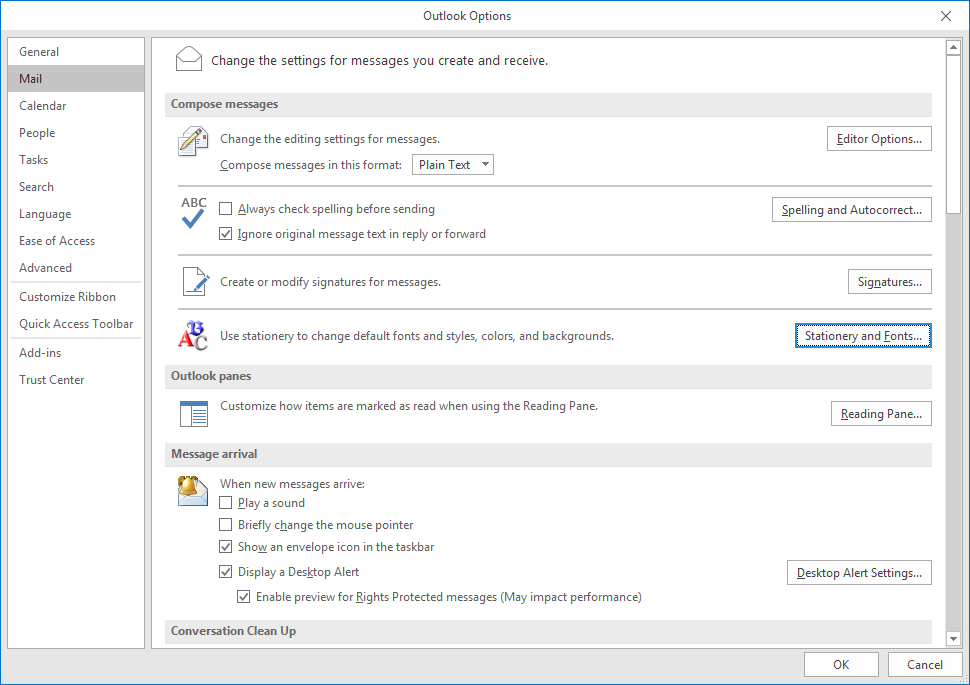 Outlook Options
General
Mail
Calendar
People
Tasks
Search
Language
Ease of Access
Advanced
Customize Ribbon
Quick Access Toolbar
Add-ins
Trust Center
Change the settings for messages you create and receive.
Compose messages
Change the editing settings for messages.
Editor Options...
Compose messages in this format: Plain Text
ABC
Always check spelling before sending
Spelling and Autocorrect...
Ignore original message text in reply or forward
Create or modify signatures for messages.
Signatures...
A B C
Use stationery to change default fonts and styles, colors, and backgrounds.
Stationery and Fonts...
Outlook panes
Customize how items are marked as read when using the Reading Pane.
Reading Pane...
Message arrival
When new messages arrive:
Play a sound
Briefly change the mouse pointer
Show an envelope icon in the taskbar
Display a Desktop Alert
Desktop Alert Settings...
Enable preview for Rights Protected messages (May impact performance)
Conversation Clean Up
OK
Cancel